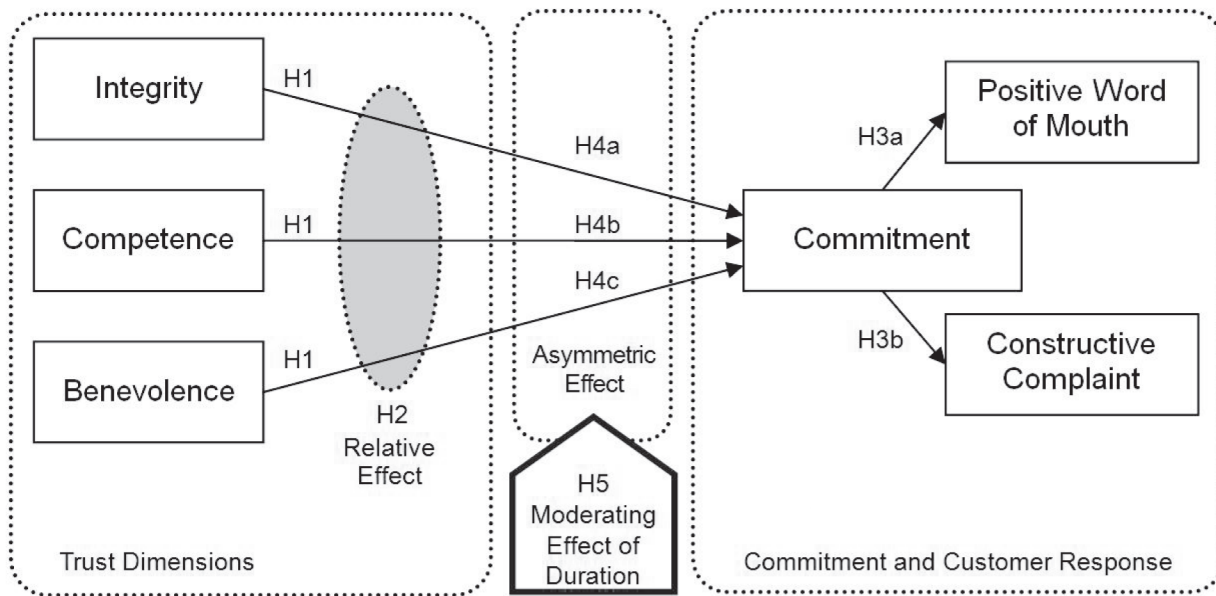 Integrity
H1
Competence
H1
Benevolence
H1
H2
Relative
Effect
Trust Dimensions
H4a
H4b
H4c
Asymmetric
Effect
H5
Moderating
Effect of
Duration
Commitment
H3a
Positive Word
of Mouth
H3b
Constructive
Complaint
Commitment and Customer Response